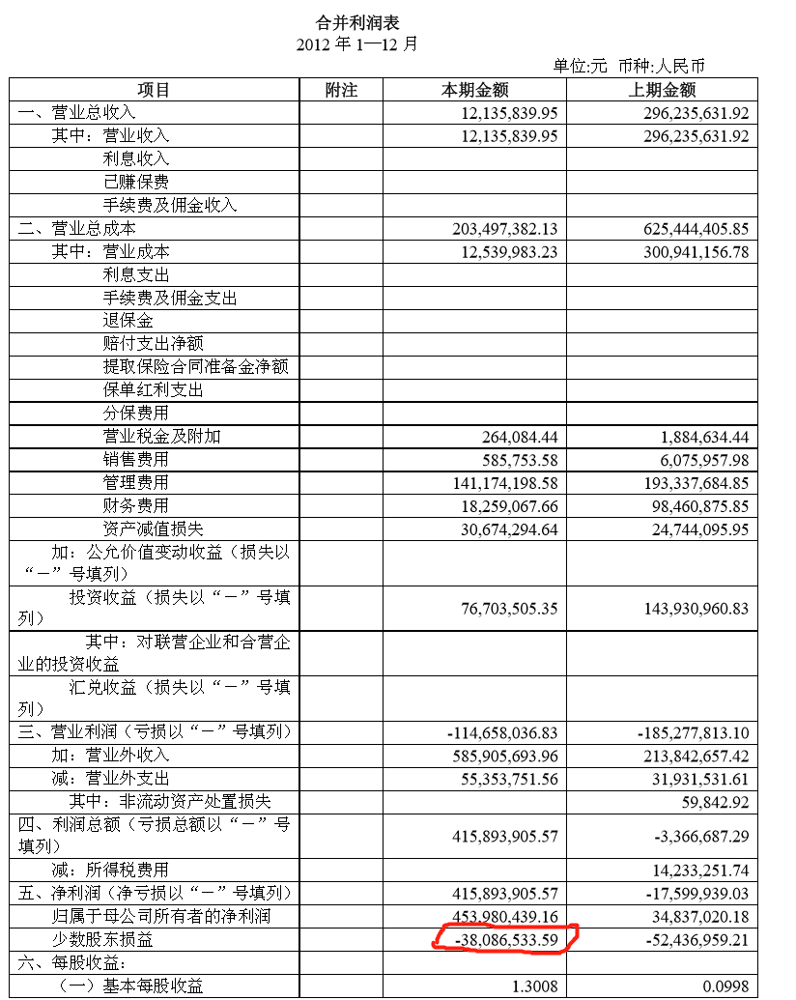 合并利润表
2012 年 1—12 月
单位:元 币种:人民币
项目 附注 本期金额 上期金额
一、营业总收入 12,135,839.95 296,235,631.92
其中：营业收入 12,135,839.95 296,235,631.92
利息收入
已赚保费
手续费及佣金收入
二、营业总成本 203,497,382.13 625,444,405.85
其中：营业成本 12,539,983.23 300,941,156.78
利息支出
手续费及佣金支出
退保金
赔付支出净额
提取保险合同准备金净额
保单红利支出
分保费用
营业税金及附加 264,084.44 1,884,634.44
销售费用 585,753.58 6,075,957.98
管理费用 141,174,198.58 193,337,684.85
财务费用 18,259,067.66 98,460,875.85
资产减值损失 30,674,294.64 24,744,095.95
加：公允价值变动收益（损失以
“－”号填列）
投资收益（损失以“－”号填
列） 76,703,505.35 143,930,960.83
其中：对联营企业和合营企
业的投资收益
汇兑收益（损失以“－”号填
列）
三、营业利润（亏损以“－”号填列） -114,658,036.83 -185,277,813.10
加：营业外收入 585,905,693.96 213,842,657.42
减：营业外支出 55,353,751.56 31,931,531.61
其中：非流动资产处置损失 59,842.92
四、利润总额（亏损总额以“－”号
填列） 415,893,905.57 -3,366,687.29
减：所得税费用 14,233,251.74
五、净利润（净亏损以“－”号填列） 415,893,905.57 -17,599,939.03
归属于母公司所有者的净利润 453,980,439.16 34,837,020.18
少数股东损益 -38,086,533.59 -52,436,959.21
六、每股收益：
（一）基本每股收益 1.3008 0.0998